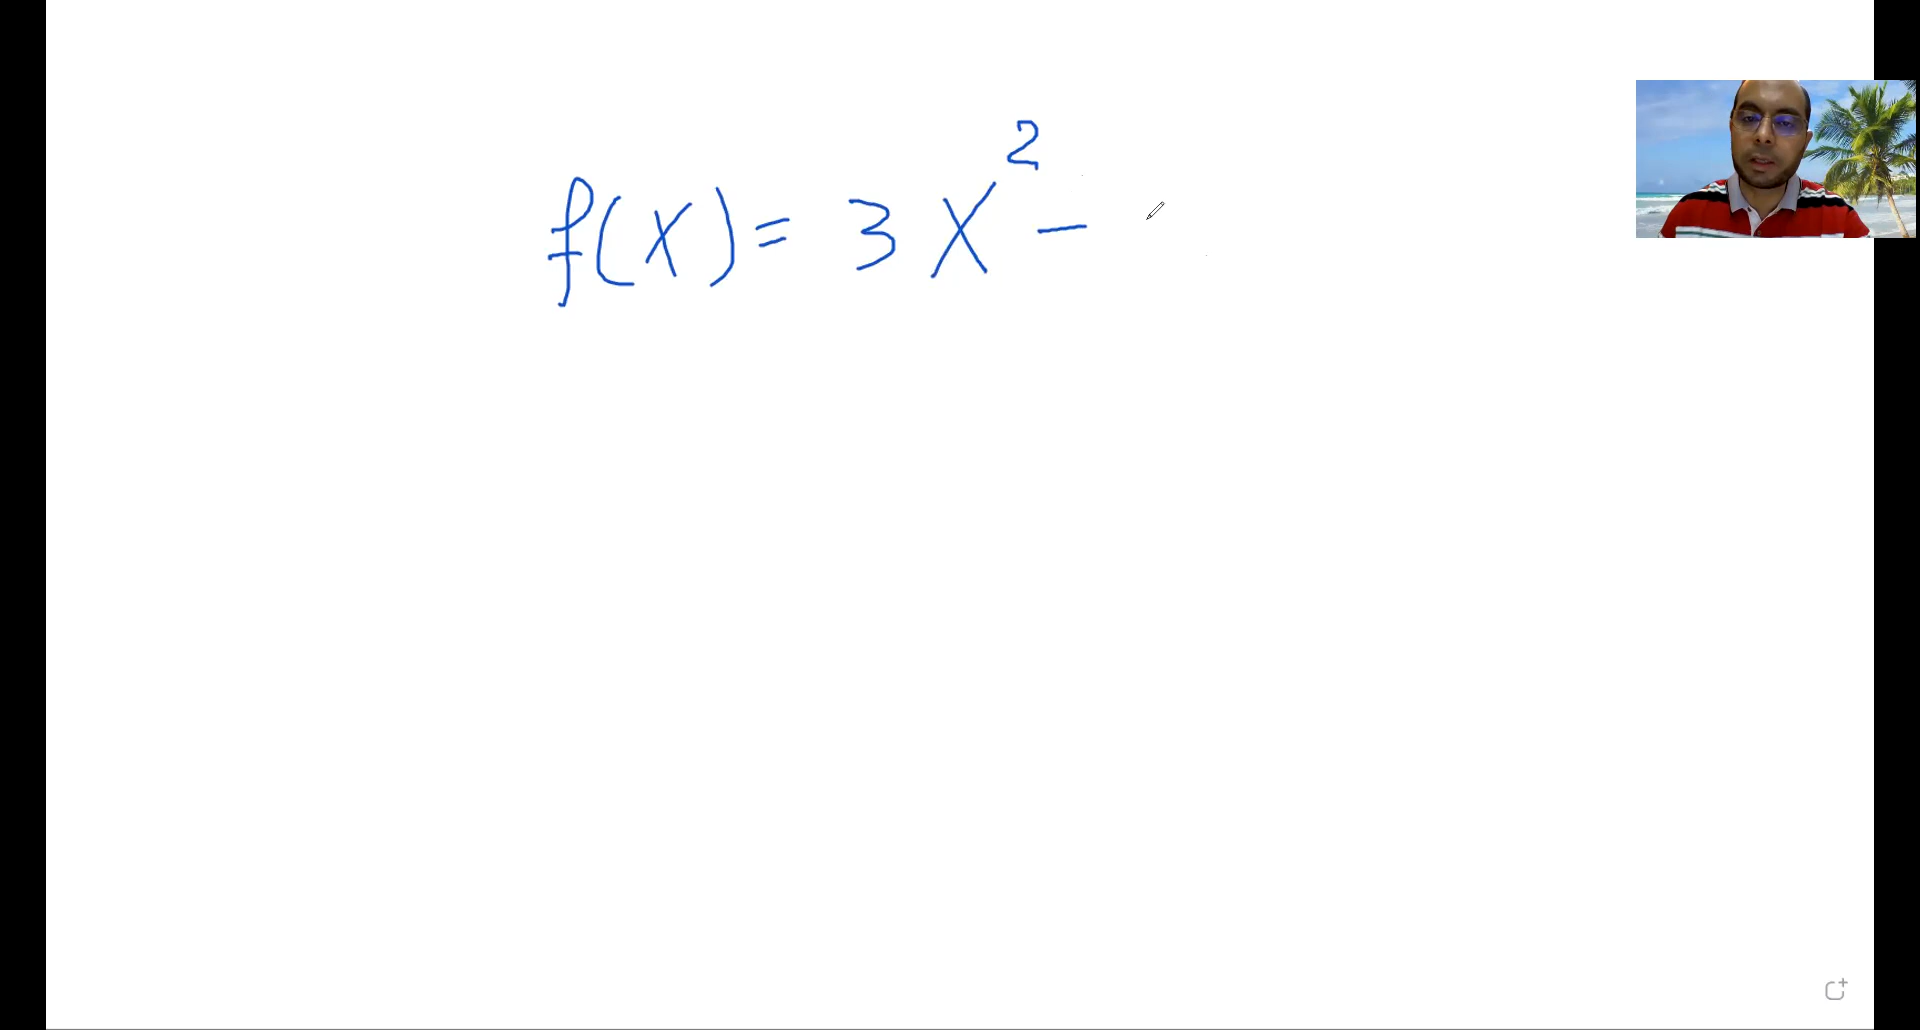 f(x) = 3x² −